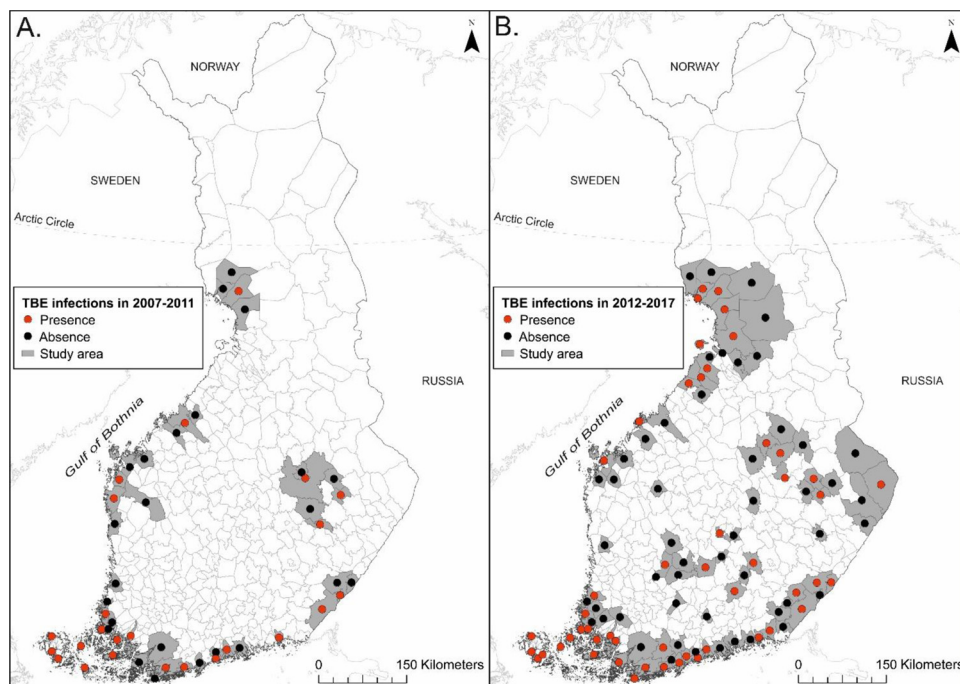 A.
N
NORWAY
SWEDEN
Arctic Circle
TBE infections in 2007-2011
Presence
Absence
Study area
RUSSIA
Gulf of Bothnia
0 150 Kilometers
B.
N
NORWAY
SWEDEN
Arctic Circle
TBE infections in 2012-2017
Presence
Absence
Study area
RUSSIA
Gulf of Bothnia
0 150 Kilometers